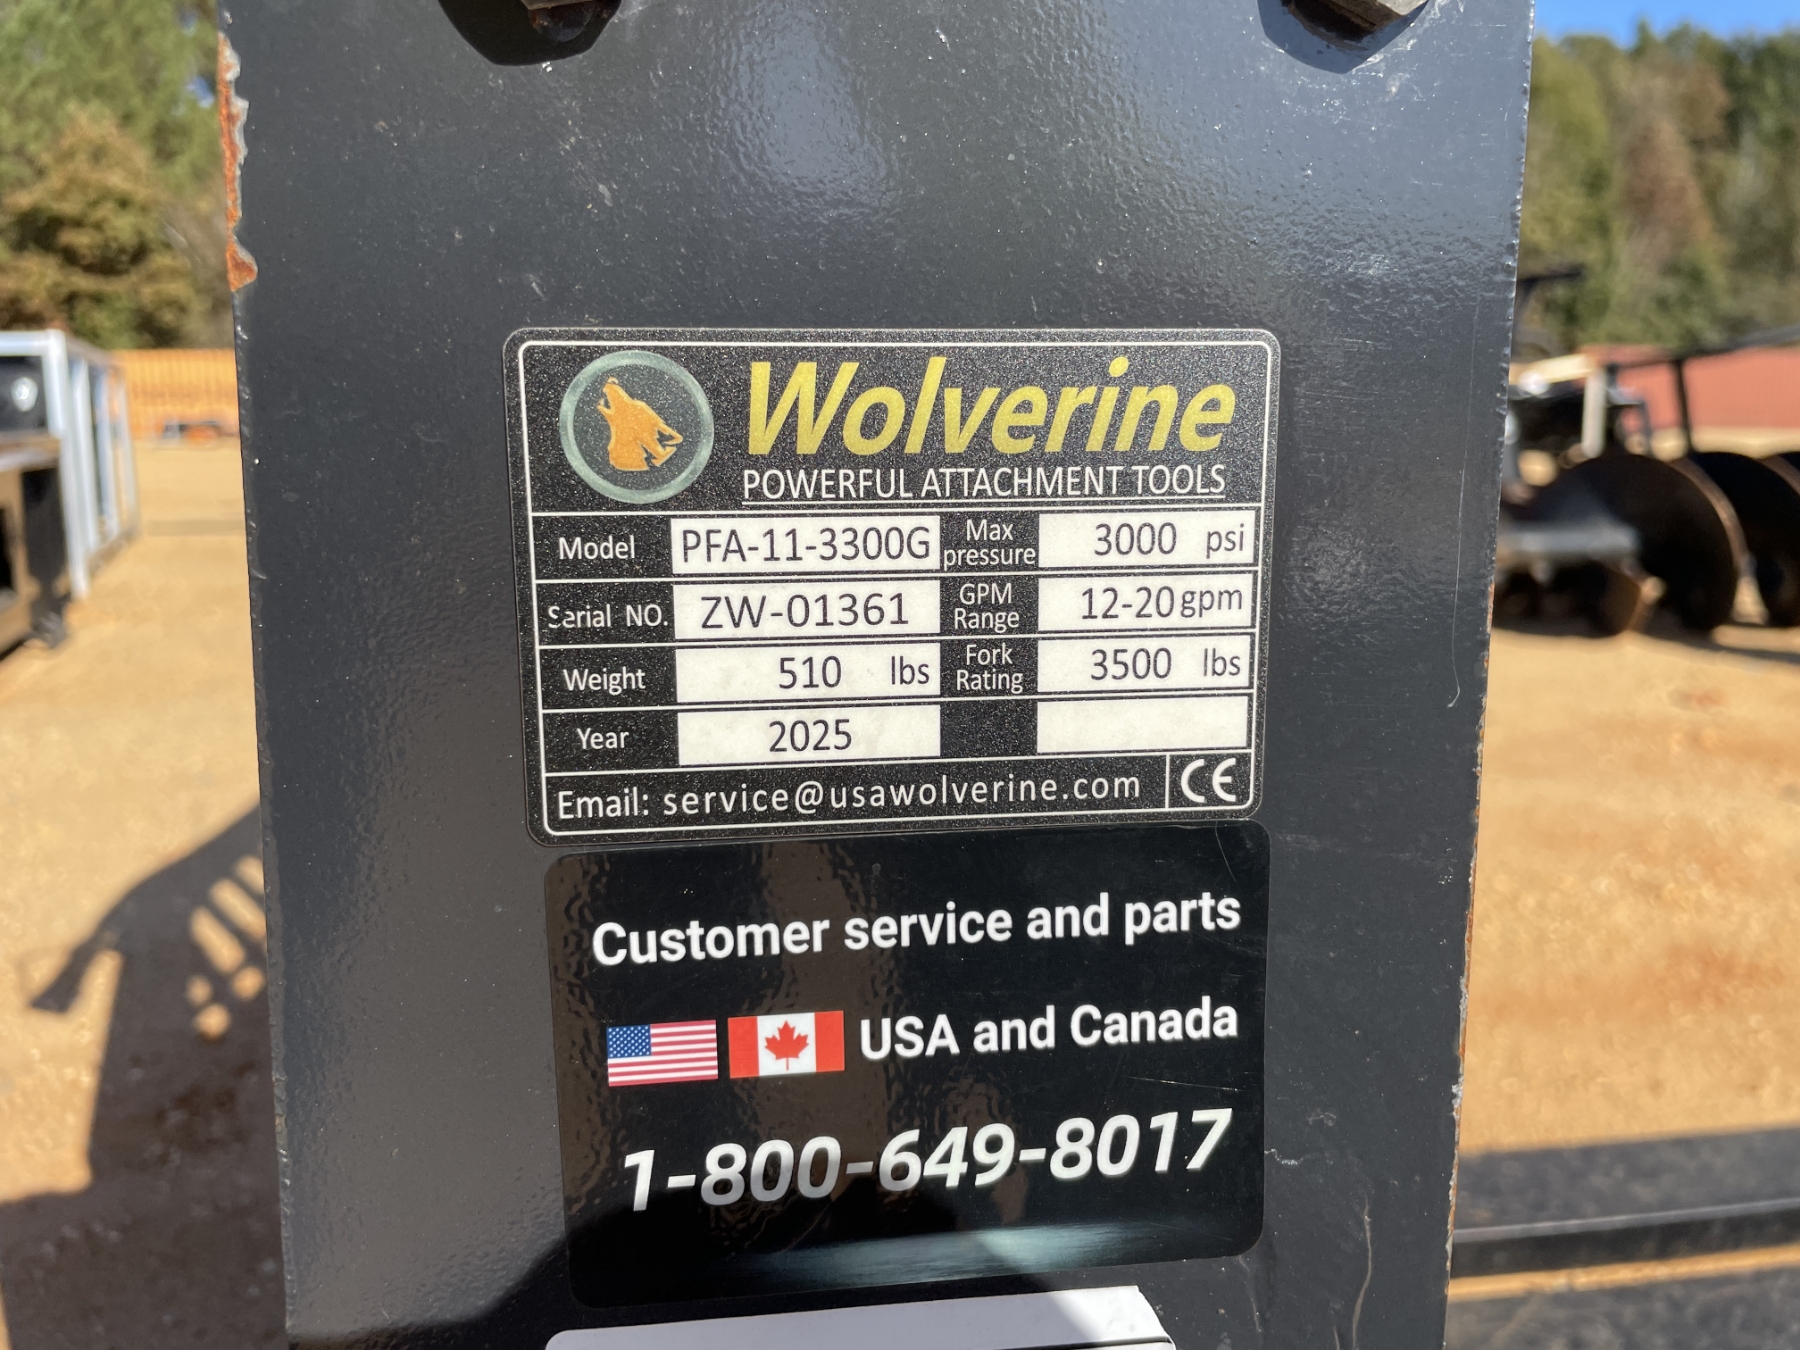 Wolverine
POWERFUL ATTACHMENT TOOLS
Model PFA-11-3300G Max pressure 3000 psi
Serial NO. ZW-01361 GPM Range 12-20 gpm
Weight 510 lbs Fork Rating 3500 lbs
Year 2025
Email: service@usawolverine.com CE
Customer service and parts
USA and Canada
1-800-649-8017